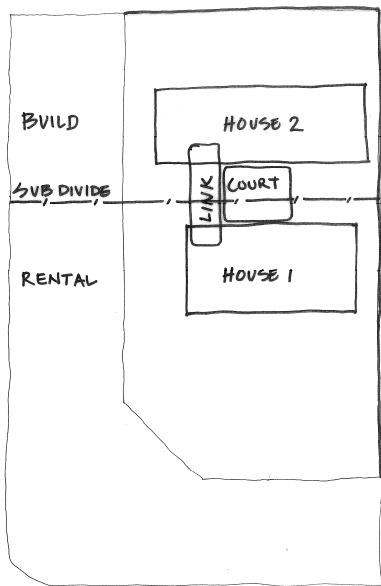 BUILD
HOUSE 2
SUB DIVIDE
LINK
COURT
RENTAL
HOUSE 1